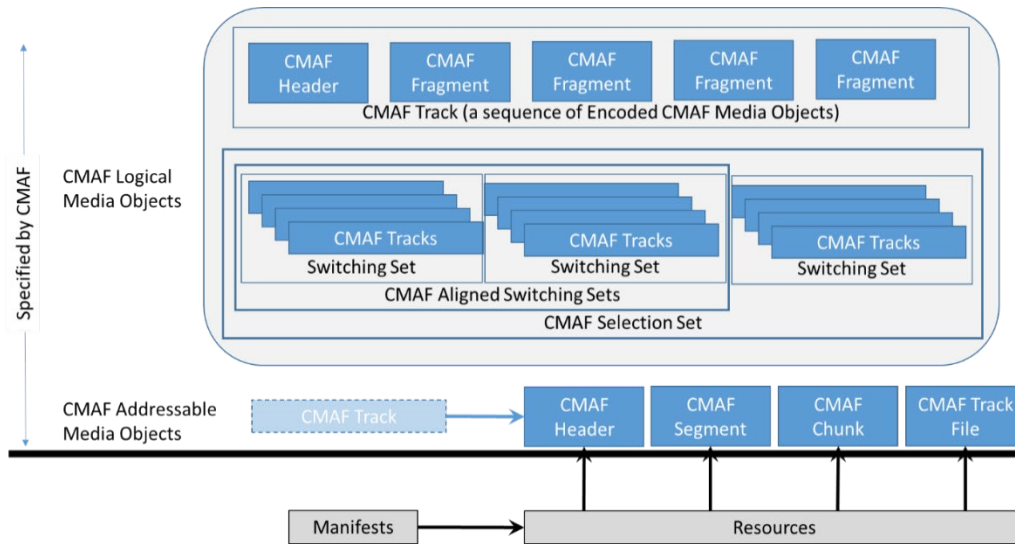 CMAF
Header
CMAF
Fragment
CMAF
Fragment
CMAF
Fragment
CMAF
Fragment
CMAF Track (a sequence of Encoded CMAF Media Objects)
Specified by CMAF
CMAF Logical
Media Objects
CMAF Tracks
Switching Set
CMAF Tracks
Switching Set
CMAF Tracks
Switching Set
CMAF Aligned Switching Sets
CMAF Selection Set
CMAF Addressable
Media Objects
CMAF Track
CMAF
Header
CMAF
Segment
CMAF
Chunk
CMAF Track
File
Manifests
Resources